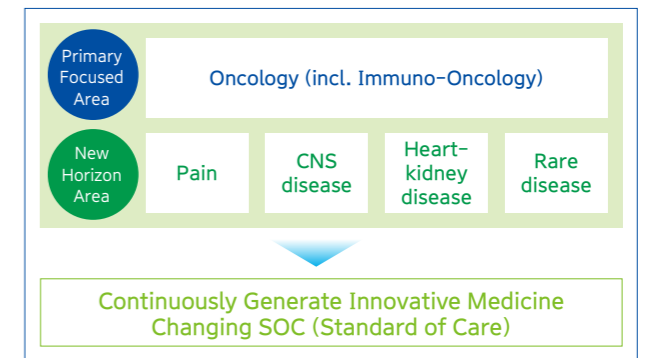 Primary
Focused
Area
Oncology (incl. Immuno-Oncology)
New
Horizon
Area
Pain
CNS
disease
Heart-
kidney
disease
Rare
disease
Continuously Generate Innovative Medicine
Changing SOC (Standard of Care)